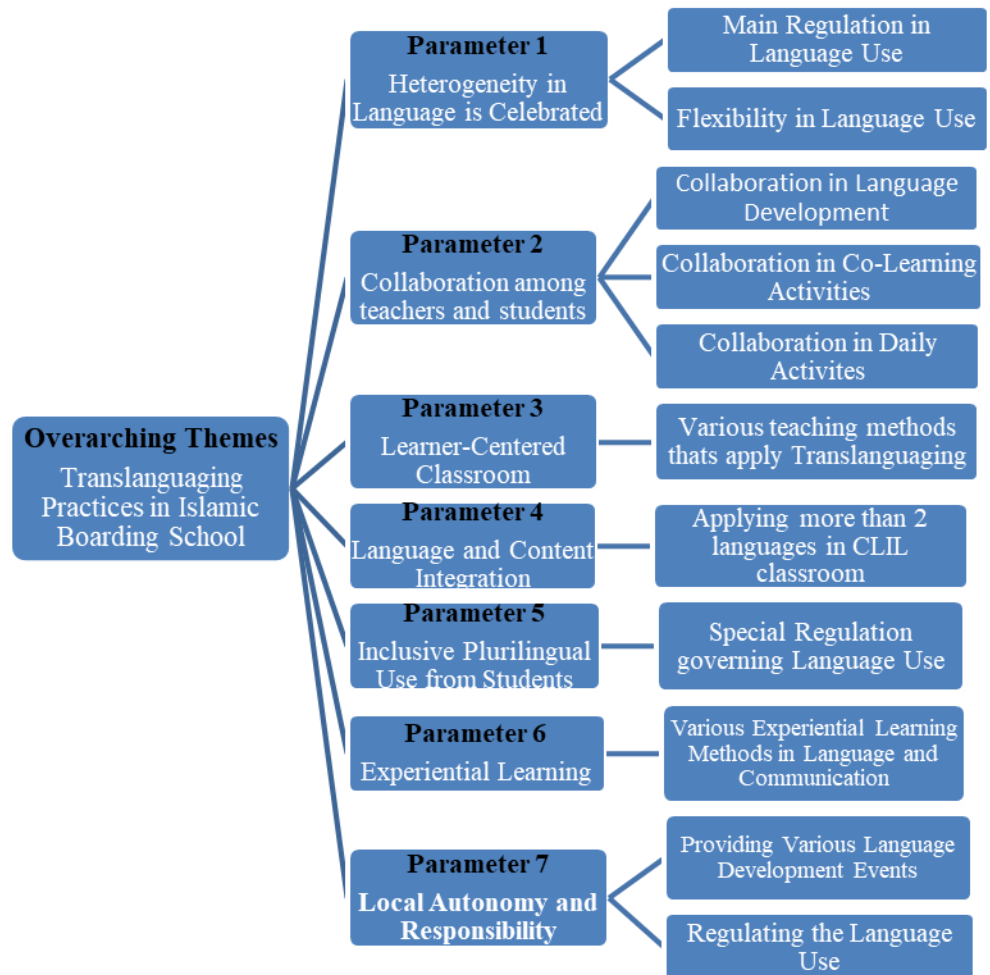 Overarching Themes
Translanguaging
Practices in Islamic
Boarding School
Parameter 1
Heterogeneity in
Language is Celebrated
Main Regulation in
Language Use
Flexibility in Language Use
Parameter 2
Collaboration among
teachers and students
Collaboration in Language
Development
Collaboration in Co-Learning
Activities
Collaboration in Daily
Activites
Parameter 3
Learner-Centered
Classroom
Various teaching methods
thats apply Translanguaging
Parameter 4
Language and Content
Integration
Applying more than 2
languages in CLIL
classroom
Parameter 5
Inclusive Plurilingual
Use from Students
Special Regulation
governing Language Use
Parameter 6
Experiential Learning
Various Experiential Learning
Methods in Language and
Communication
Parameter 7
Local Autonomy and
Responsibility
Providing Various Language
Development Events
Regulating the Language
Use